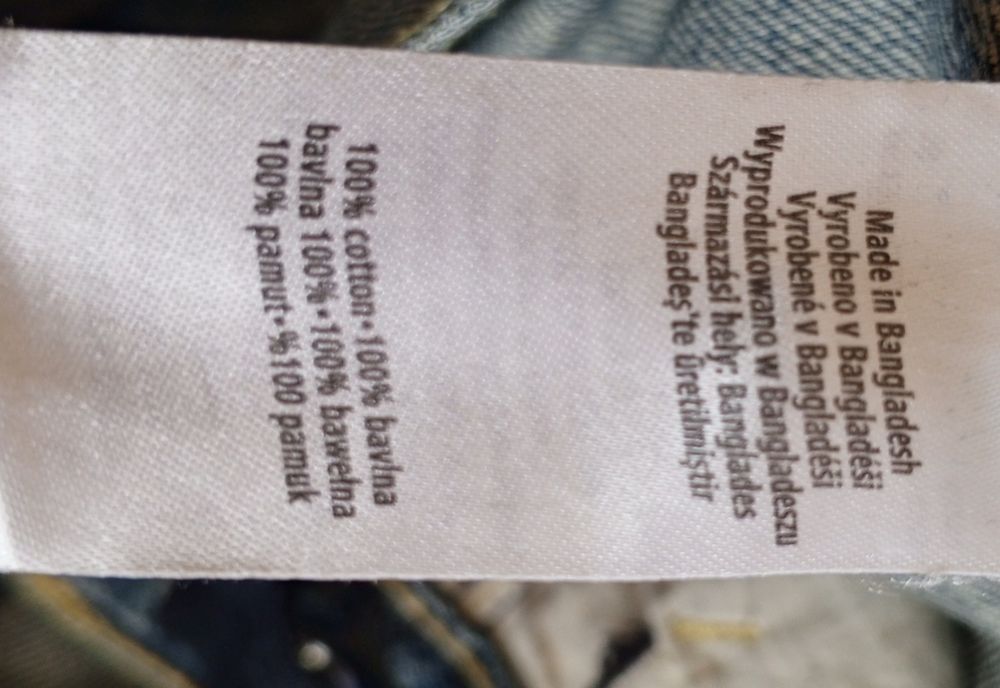 Made in Bangladesh
Vyrobeno v Bangladéši
Vyrobené v Bangladéši
Wyprodukowano w Bangladeszu
Származási hely: Banglades
Bangladeş'te üretilmiştir
100% cotton•100% bavlna
bavlna 100%•100% bawełna
100% pamut•%100 pamuk